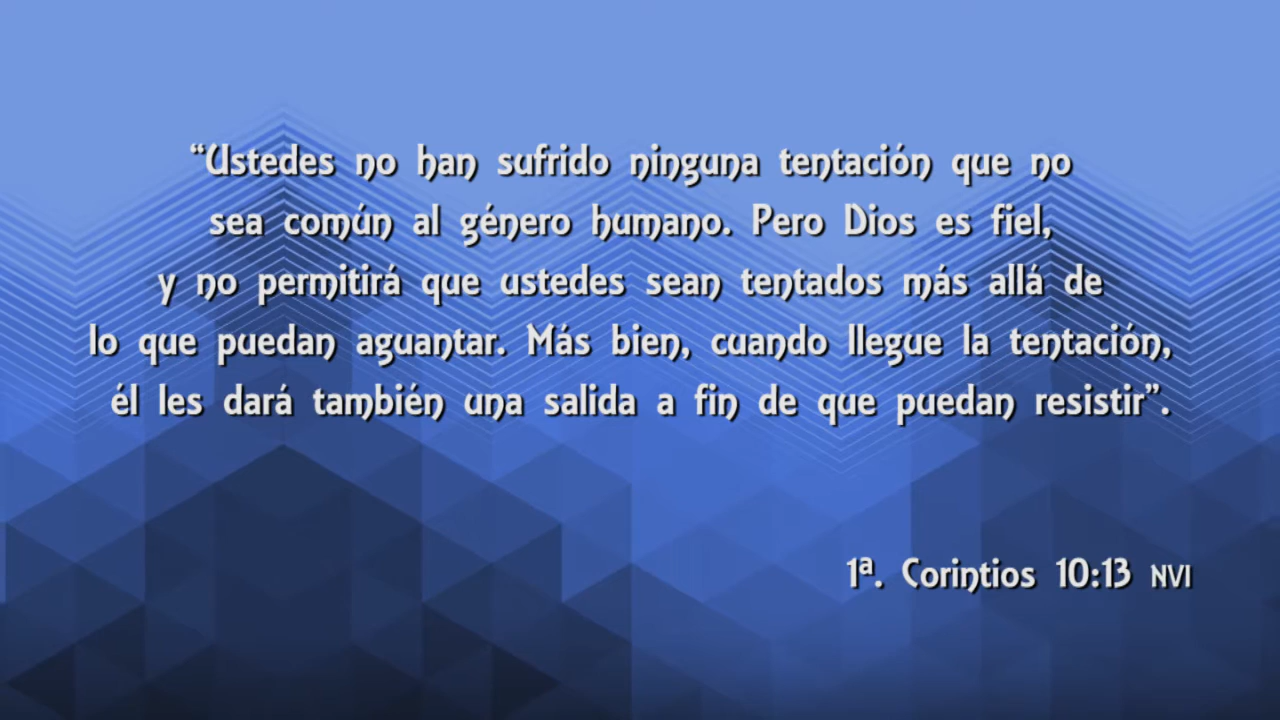 “Ustedes no han sufrido ninguna tentación que no
sea común al género humano. Pero Dios es fiel,
y no permitirá que ustedes sean tentados más allá de
lo que puedan aguantar. Más bien, cuando llegue la tentación,
él les dará también una salida a fin de que puedan resistir”.
1ª. Corintios 10:13 NVI